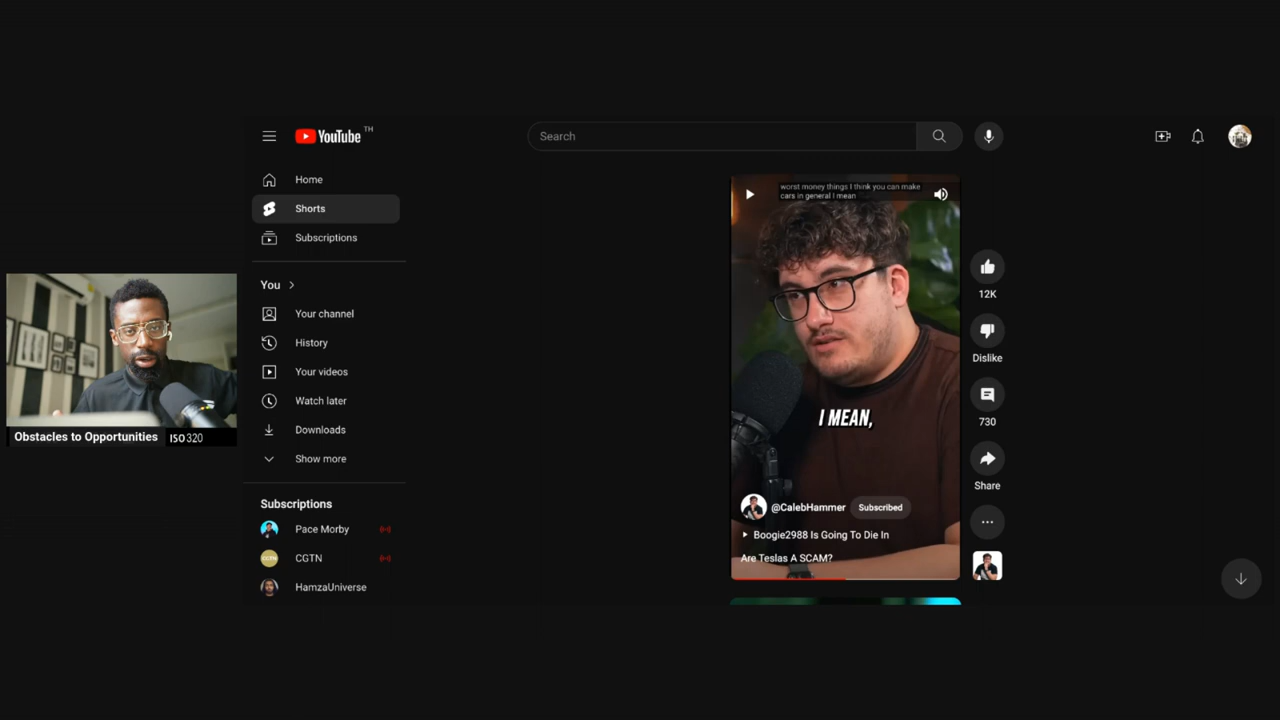 YouTube TH
Search
Home
Shorts
Subscriptions
You
Your channel
History
Your videos
Watch later
Downloads
Show more
Subscriptions
Pace Morby
CGTN
HamzaUniverse
Obstacles to Opportunities
ISO 320
worst money things I think you can make
cars in general I mean
I MEAN,
@CalebHammer
Subscribed
Boogie2988 Is Going To Die In
Are Teslas A SCAM?
12K
Dislike
730
Share